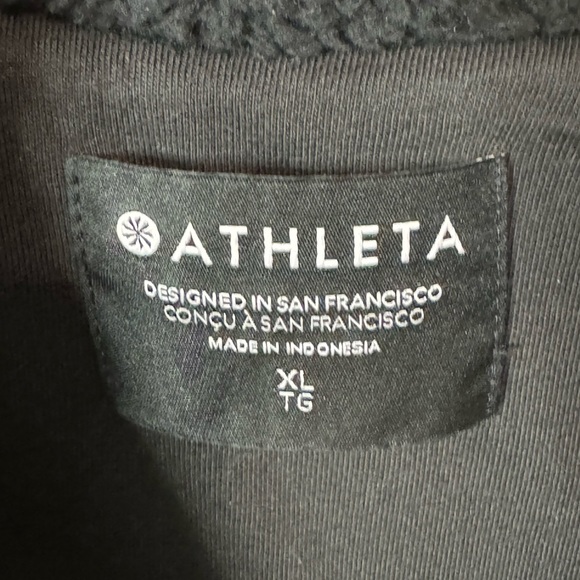 ATHLETA
DESIGNED IN SAN FRANCISCO
CONÇU À SAN FRANCISCO
MADE IN INDONESIA
XL
TG